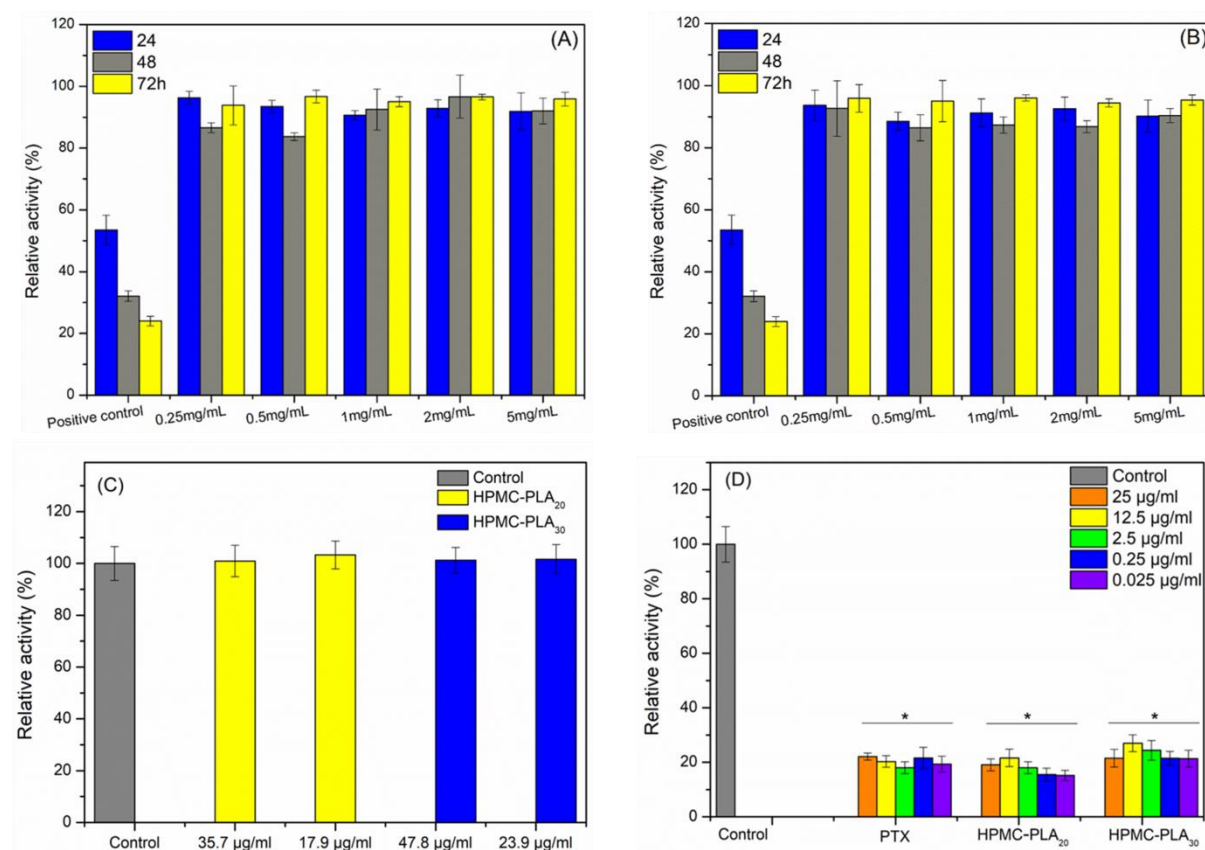 (A)
24
48
72h
Relative activity (%)
120
100
80
60
40
20
0
Positive control
0.25mg/mL
0.5mg/mL
1mg/mL
2mg/mL
5mg/mL
(B)
24
48
72h
Relative activity (%)
120
100
80
60
40
20
0
Positive control
0.25mg/mL
0.5mg/mL
1mg/mL
2mg/mL
5mg/mL
(C)
Control
HPMC-PLA20
HPMC-PLA30
Relative activity (%)
120
100
80
60
40
20
0
Control
35.7 µg/ml
17.9 µg/ml
47.8 µg/ml
23.9 µg/ml
(D)
Control
25 µg/ml
12.5 µg/ml
2.5 µg/ml
0.25 µg/ml
0.025 µg/ml
Relative activity (%)
120
100
80
60
40
20
0
*
*
*
Control
PTX
HPMC-PLA20
HPMC-PLA30